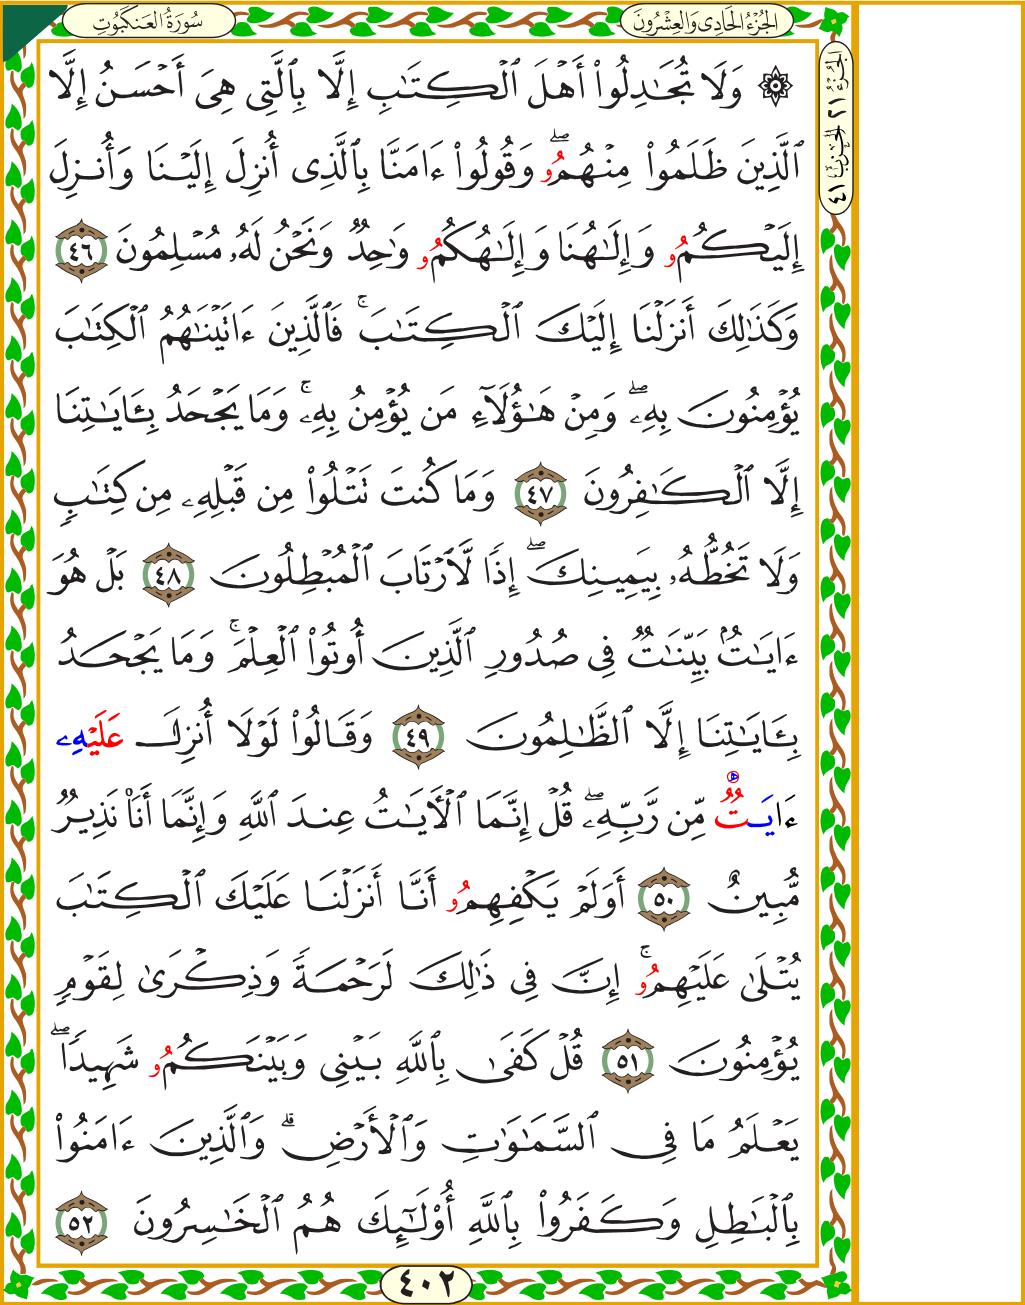 سُورَةُ العَنكَبُوتِ
الجُزْءُ الحَادِى وَالعِشْرُونَ
الجُزْءُ ٢١ الحِزْبُ ٤١
۞ وَلَا تُجَٰدِلُوٓاْ أَهْلَ ٱلْكِتَٰبِ إِلَّا بِٱلَّتِى هِىَ أَحْسَنُ إِلَّا
ٱلَّذِينَ ظَلَمُواْ مِنْهُمُۥۖ وَقُولُوٓاْ ءَامَنَّا بِٱلَّذِىٓ أُنزِلَ إِلَيْنَا وَأُنزِلَ
إِلَيْكُمُۥ وَإِلَٰهُنَا وَإِلَٰهُكُمُۥ وَٰحِدٌ وَنَحْنُ لَهُۥ مُسْلِمُونَ ٤٦
وَكَذَٰلِكَ أَنزَلْنَآ إِلَيْكَ ٱلْكِتَٰبَۚ فَٱلَّذِينَ ءَاتَيْنَٰهُمُ ٱلْكِتَٰبَ
يُؤْمِنُونَ بِهِۦۖ وَمِنْ هَٰٓؤُلَآءِ مَن يُؤْمِنُ بِهِۦۚ وَمَا يَجْحَدُ بِـَٔايَٰتِنَآ
إِلَّا ٱلْكَٰفِرُونَ ٤٧ وَمَا كُنتَ تَتْلُواْ مِن قَبْلِهِۦ مِن كِتَٰبٍ
وَلَا تَخُطُّهُۥ بِيَمِينِكَۖ إِذًا لَّٱرْتَابَ ٱلْمُبْطِلُونَ ٤٨ بَلْ هُوَ
ءَايَٰتٌۢ بَيِّنَٰتٌ فِى صُدُورِ ٱلَّذِينَ أُوتُواْ ٱلْعِلْمَۚ وَمَا يَجْحَدُ
بِـَٔايَٰتِنَآ إِلَّا ٱلظَّٰلِمُونَ ٤٩ وَقَالُواْ لَوْلَآ أُنزِلَ عَلَيْهِۦ
ءَايَٰتٌ مِّن رَّبِّهِۦۖ قُلْ إِنَّمَا ٱلْأٓيَٰتُ عِندَ ٱللَّهِ وَإِنَّمَآ أَنَا۠ نَذِيرٌ
مُّبِينٌ ٥٠ أَوَلَمْ يَكْفِهِمُۥٓ أَنَّآ أَنزَلْنَا عَلَيْكَ ٱلْكِتَٰبَ
يُتْلَىٰ عَلَيْهِمُۥٓۚ إِنَّ فِى ذَٰلِكَ لَرَحْمَةً وَذِكْرَىٰ لِقَوْمٍ
يُؤْمِنُونَ ٥١ قُلْ كَفَىٰ بِٱللَّهِ بَيْنِى وَبَيْنَكُمُۥ شَهِيدًاۖ
يَعْلَمُ مَا فِى ٱلسَّمَٰوَٰتِ وَٱلْأَرْضِۗ وَٱلَّذِينَ ءَامَنُواْ
بِٱلْبَٰطِلِ وَكَفَرُواْ بِٱللَّهِ أُوْلَٰٓئِكَ هُمُ ٱلْخَٰسِرُونَ ٥٢
٤٠٢